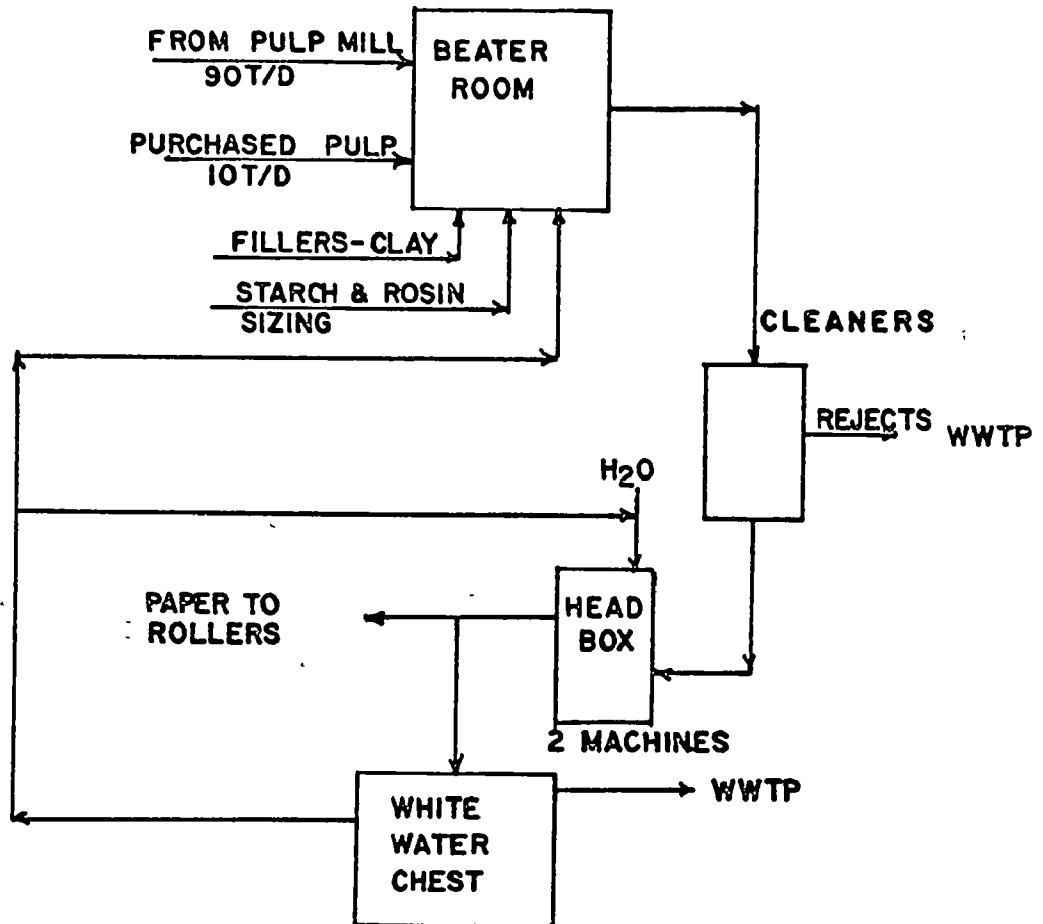 FROM PULP MILL
90T/D
BEATER
ROOM
PURCHASED PULP
10T/D
FILLERS-CLAY
STARCH & ROSIN
SIZING
CLEANERS
REJECTS
WWTP
H₂O
PAPER TO
ROLLERS
HEAD
BOX
2 MACHINES
WWTP
WHITE
WATER
CHEST